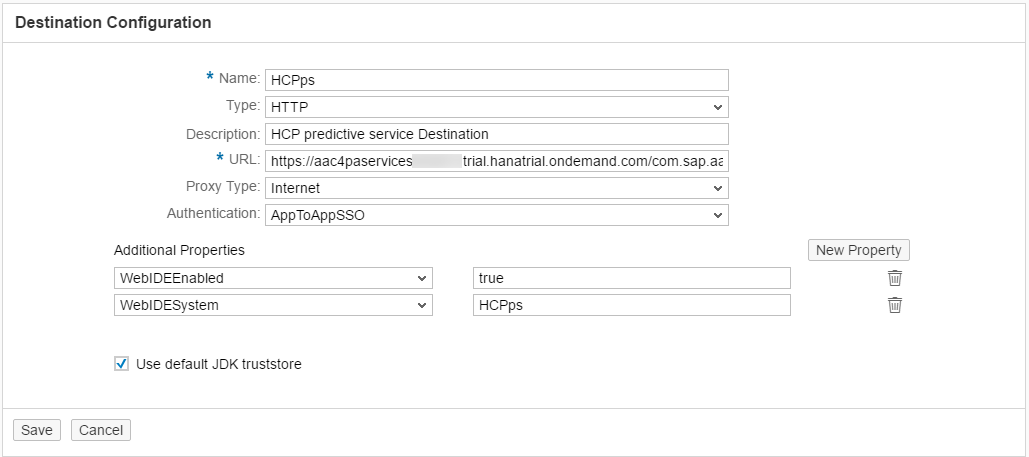 Destination Configuration
* Name: HCPps
Type: HTTP
Description: HCP predictive service Destination
* URL: https://aac4paservices trial.hanatrial.ondemand.com/com.sap.aa
Proxy Type: Internet
Authentication: AppToAppSSO
Additional Properties New Property
WebIDEEnabled true
WebIDESystem HCPps
Use default JDK truststore
Save Cancel